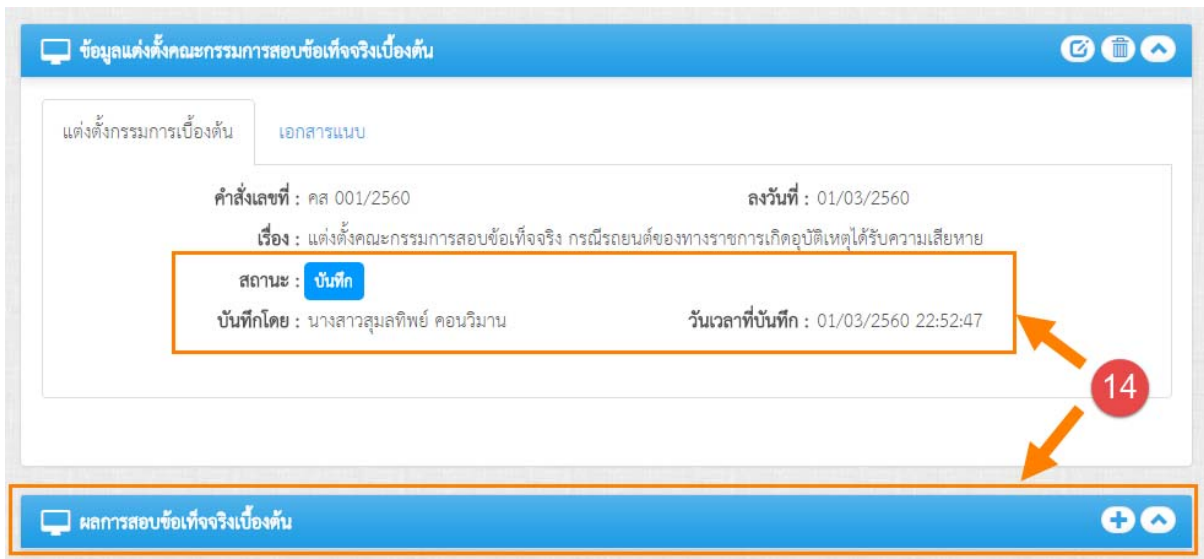 ข้อมูลแต่งตั้งคณะกรรมการสอบข้อเท็จจริงเบื้องต้น
แต่งตั้งกรรมการเบื้องต้น เอกสารแนบ
คำสั่งเลขที่ : คส 001/2560 ลงวันที่ : 01/03/2560
เรื่อง : แต่งตั้งคณะกรรมการสอบข้อเท็จจริง กรณีรถยนต์ของทางราชการเกิดอุบัติเหตุได้รับความเสียหาย
สถานะ : บันทึก
บันทึกโดย : นางสาวสุมลทิพย์ คอนวิมาน วันเวลาที่บันทึก : 01/03/2560 22:52:47
14
ผลการสอบข้อเท็จจริงเบื้องต้น